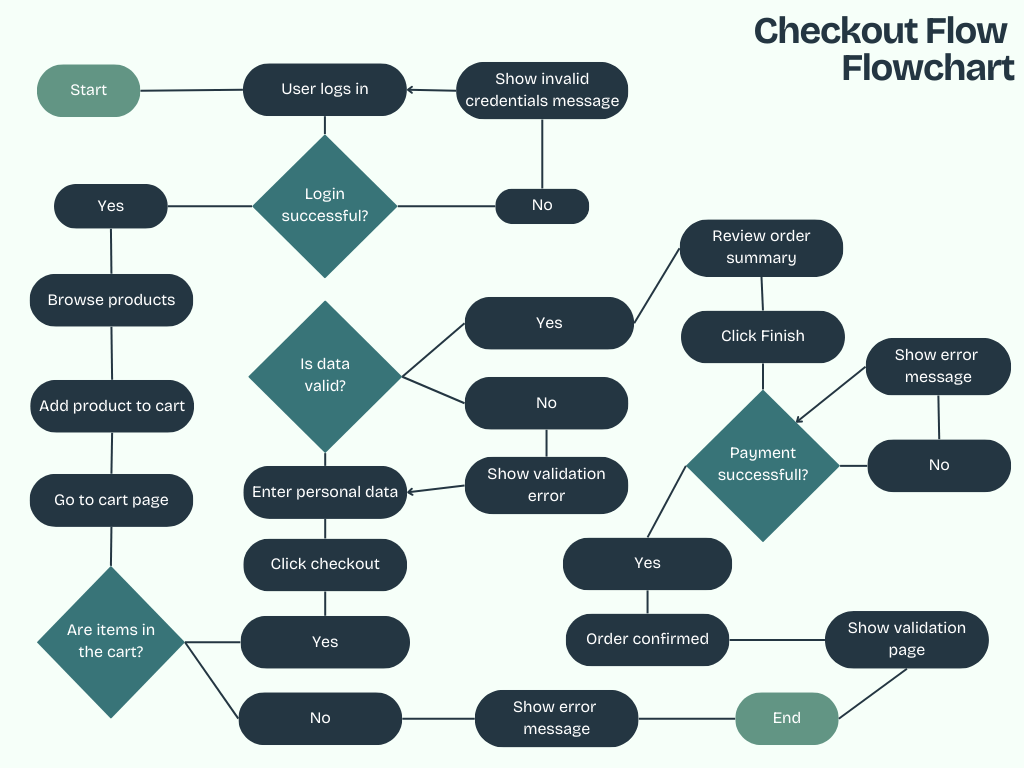 Checkout Flow
Flowchart
Start
User logs in
Show invalid
credentials message
Yes
Login
successful?
No
Browse products
Add product to cart
Go to cart page
Are items in
the cart?
Yes
No
Show error
message
End
Click checkout
Enter personal data
Is data
valid?
Yes
No
Show validation
error
Review order
summary
Click Finish
Payment
successfull?
Show error
message
No
Yes
Order confirmed
Show validation
page